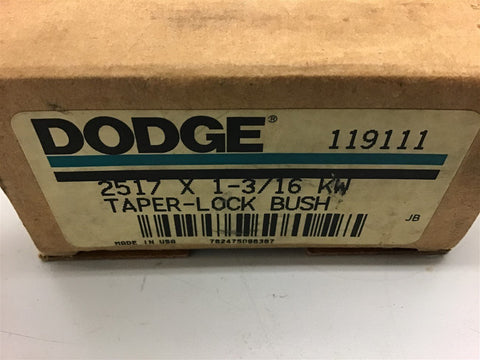 DODGE® 119111
2517 X 1-3/16 KW
TAPER-LOCK BUSH
JB
MADE IN USA 782475098387